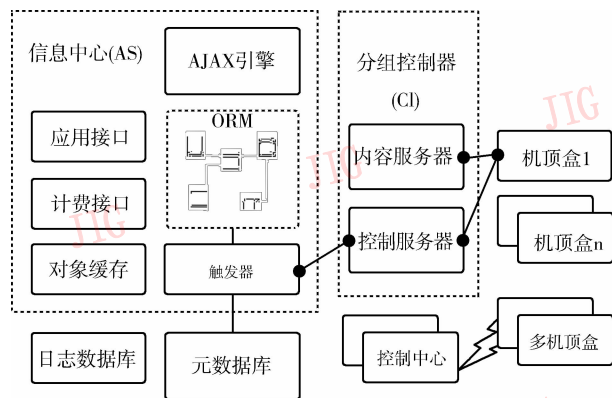 信息中心(AS)
AJAX引擎
分组控制器
(Cl)
ORM
应用接口
内容服务器
机顶盒1
计费接口
控制服务器
机顶盒n
对象缓存
触发器
日志数据库
元数据库
控制中心
多机顶盒
JIG
JIG
JIG